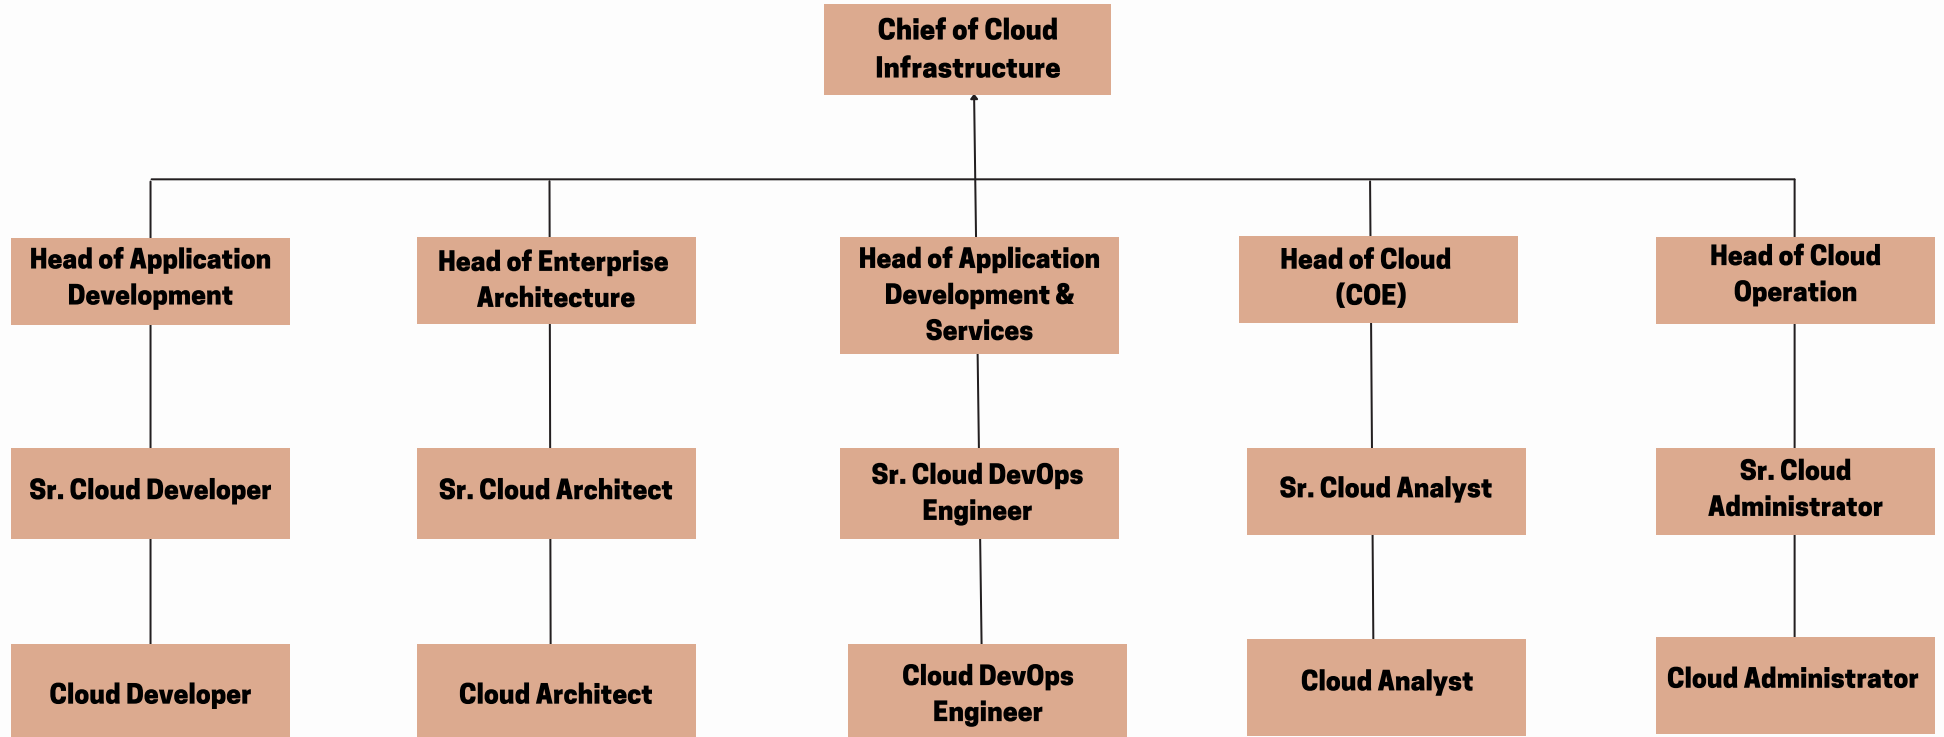 Chief of Cloud
Infrastructure
Head of Application
Development
Head of Enterprise
Architecture
Head of Application
Development &
Services
Head of Cloud
(COE)
Head of Cloud
Operation
Sr. Cloud Developer
Sr. Cloud Architect
Sr. Cloud DevOps
Engineer
Sr. Cloud Analyst
Sr. Cloud
Administrator
Cloud Developer
Cloud Architect
Cloud DevOps
Engineer
Cloud Analyst
Cloud Administrator